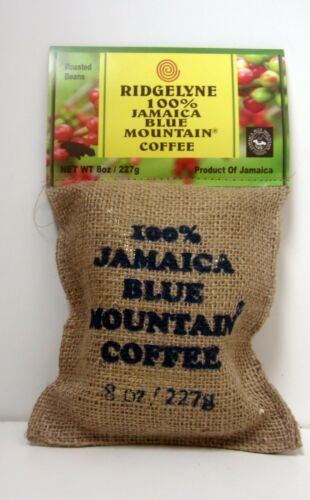 Roasted
Beans
RIDGELYNE
100%
JAMAICA
BLUE
MOUNTAIN®
COFFEE
NET WT 8oz / 227g
Product Of Jamaica
100%
JAMAICA
BLUE
MOUNTAIN®
COFFEE
8 oz / 227g